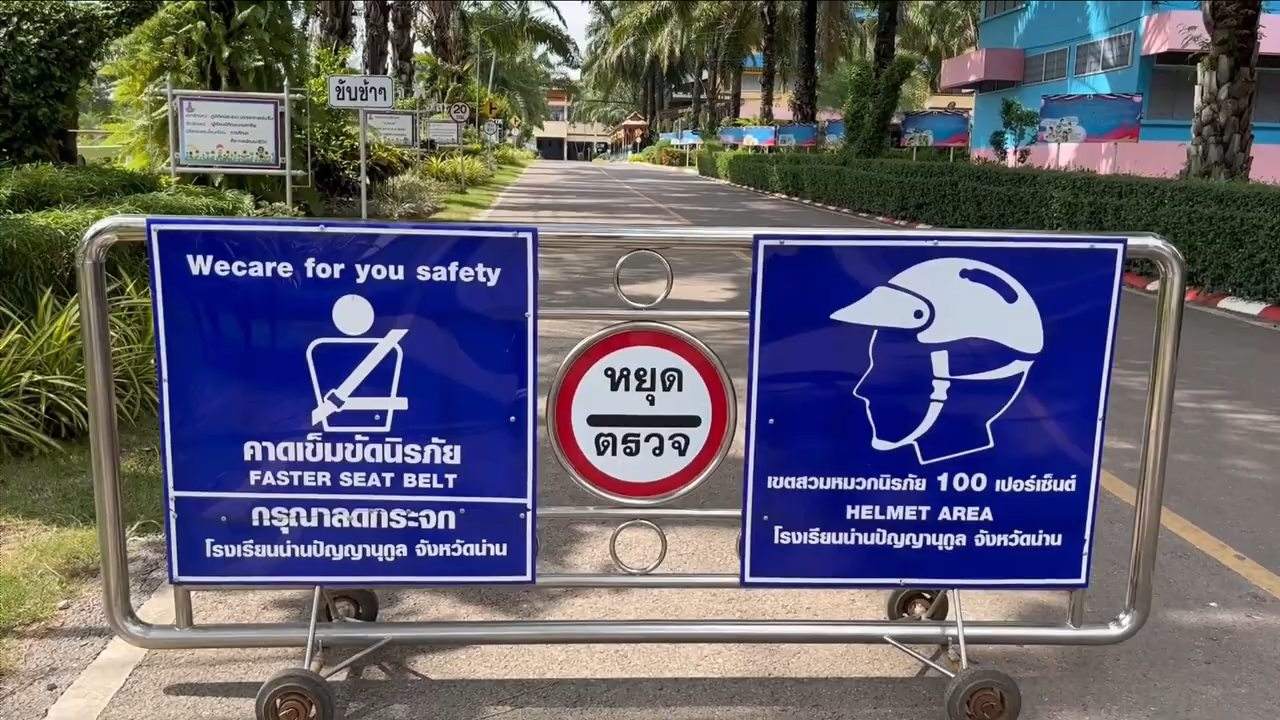 ขับช้าๆ
20
Wecare for you safety
คาดเข็มขัดนิรภัย
FASTER SEAT BELT
กรุณาลดกระจก
โรงเรียนน่านปัญญานุกูล จังหวัดน่าน
หยุด
ตรวจ
เขตสวมหมวกนิรภัย 100 เปอร์เซ็นต์
HELMET AREA
โรงเรียนน่านปัญญานุกูล จังหวัดน่าน